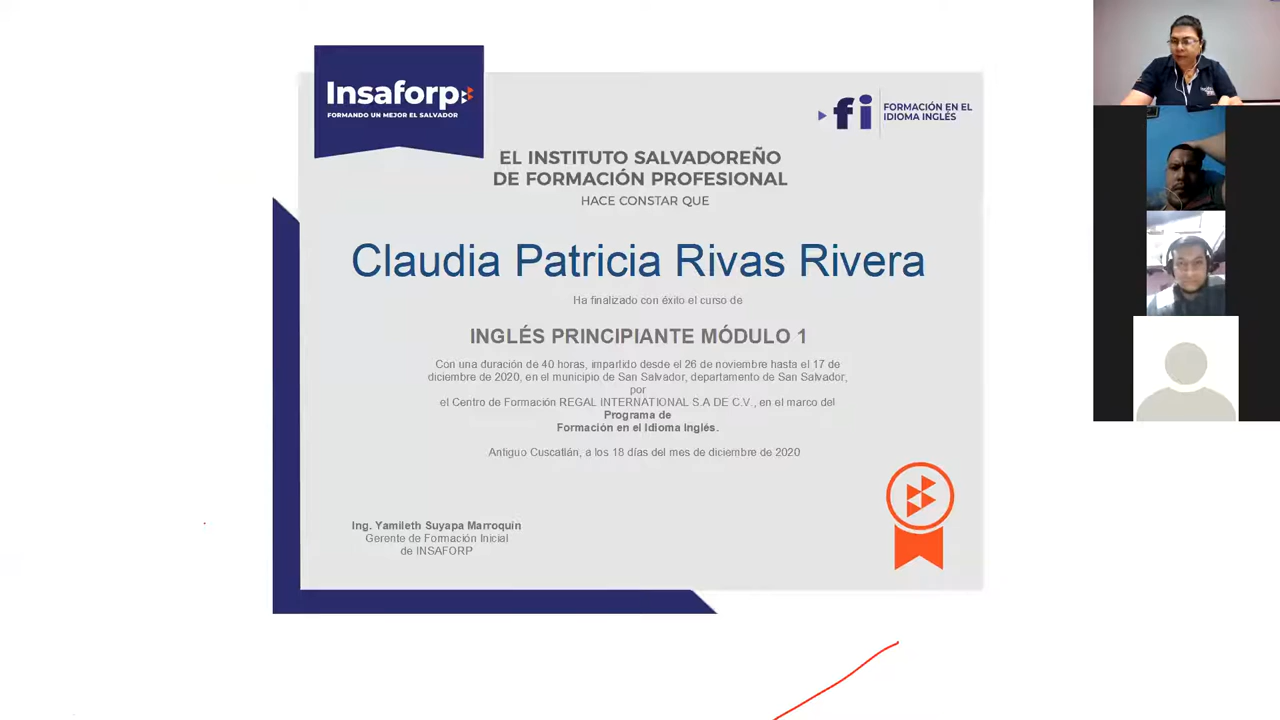 Insaforp
FORMANDO UN MEJOR EL SALVADOR
fi
FORMACIÓN EN EL
IDIOMA INGLÉS
EL INSTITUTO SALVADOREÑO
DE FORMACIÓN PROFESIONAL
HACE CONSTAR QUE
Claudia Patricia Rivas Rivera
Ha finalizado con éxito el curso de
INGLÉS PRINCIPIANTE MÓDULO 1
Con una duración de 40 horas, impartido desde el 26 de noviembre hasta el 17 de
diciembre de 2020, en el municipio de San Salvador, departamento de San Salvador,
por
el Centro de Formación REGAL INTERNATIONAL S.A DE C.V., en el marco del
Programa de
Formación en el Idioma Inglés.
Antiguo Cuscatlán, a los 18 días del mes de diciembre de 2020
Ing. Yamileth Suyapa Marroquín
Gerente de Formación Inicial
de INSAFORP